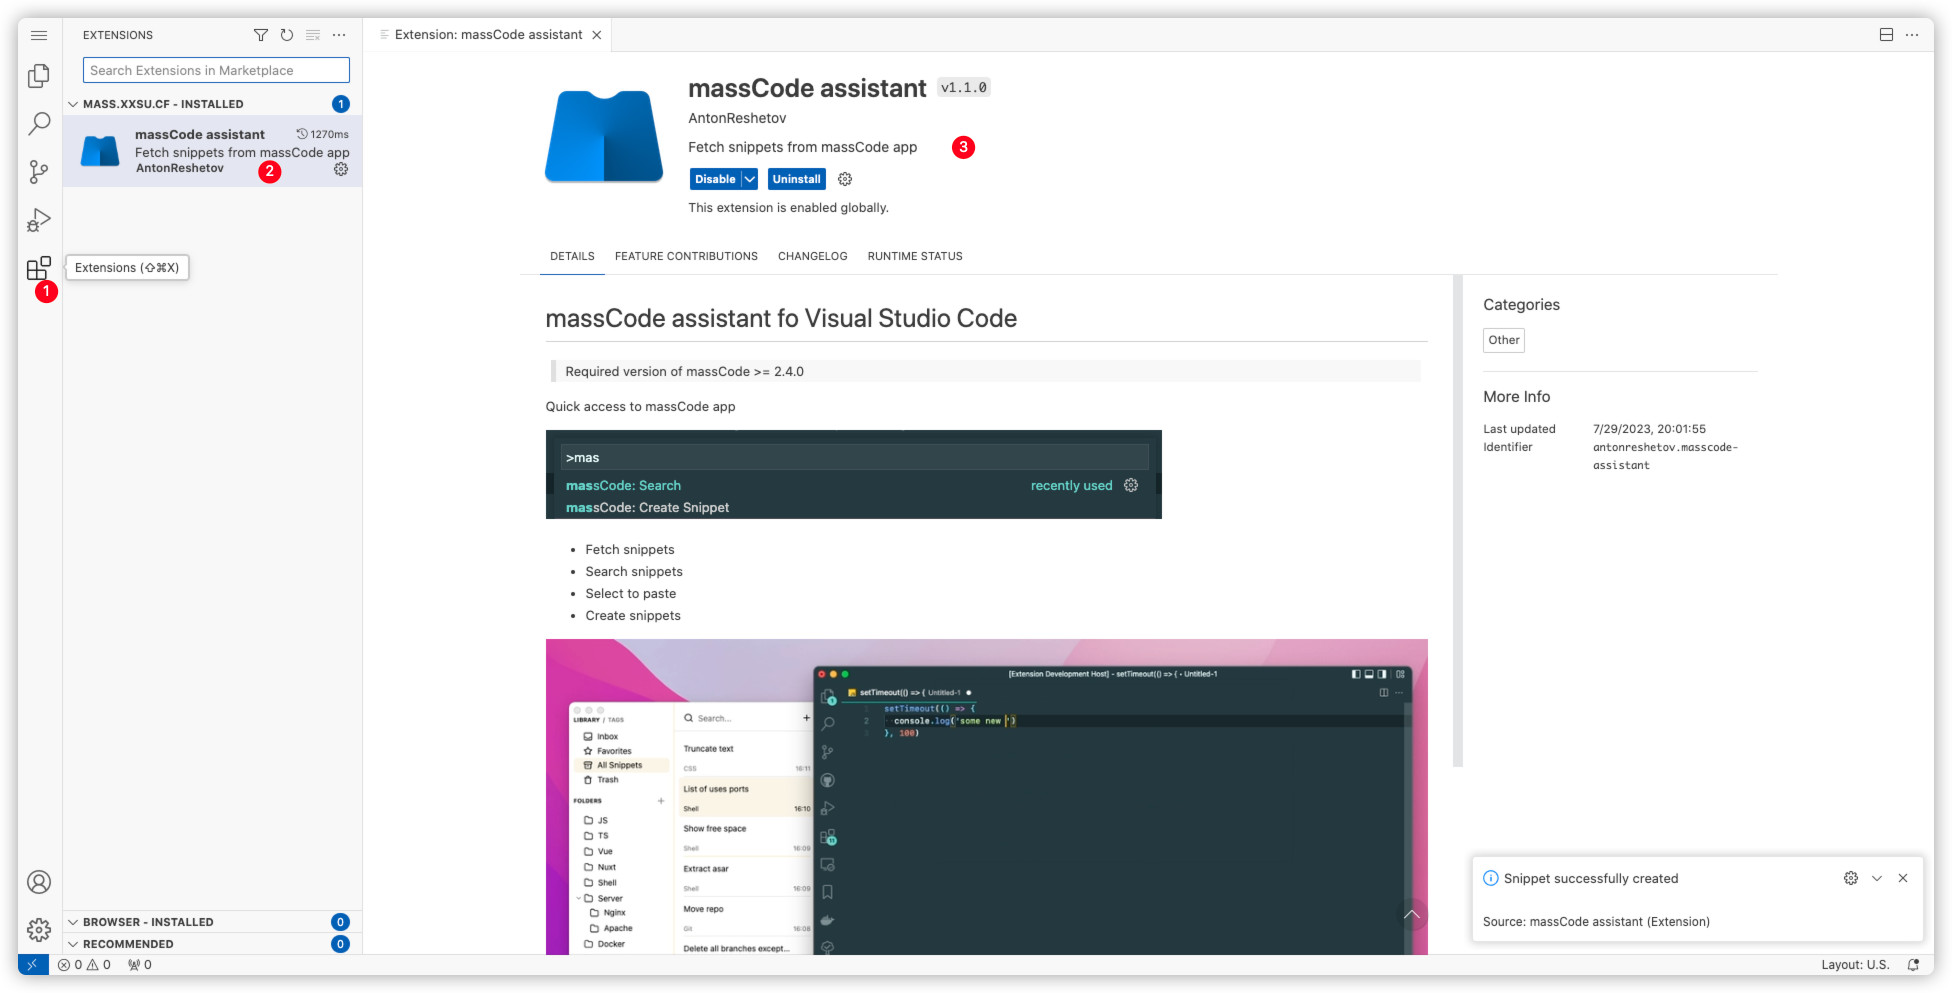 EXTENSIONS
Search Extensions in Marketplace
MASS.XXSU.CF - INSTALLED
1
massCode assistant
1270ms
Fetch snippets from massCode app
AntonReshetov
2
Extensions (⇧⌘X)
1
BROWSER - INSTALLED
0
RECOMMENDED
0
Extension: massCode assistant
massCode assistant
v1.1.0
AntonReshetov
Fetch snippets from massCode app
3
Disable
Uninstall
This extension is enabled globally.
DETAILS
FEATURE CONTRIBUTIONS
CHANGELOG
RUNTIME STATUS
massCode assistant fo Visual Studio Code
Required version of massCode >= 2.4.0
Quick access to massCode app
>mas
massCode: Search
recently used
massCode: Create Snippet
Fetch snippets
Search snippets
Select to paste
Create snippets
LIBRARY / TAGS
Inbox
Favorites
All Snippets
Trash
FOLDERS
JS
TS
Vue
Nuxt
Shell
Server
Nginx
Apache
Docker
Search...
Truncate text
CSS
16:11
List of uses ports
Shell
16:10
Show free space
Shell
16:09
Extract asar
Shell
16:09
Move repo
Git
16:08
Delete all branches except...
[Extension Development Host] - setTimeout(() => { • Untitled-1
1
11
setTimeout(() => { Untitled-1
1 setTimeout(() => {
2 console.log('some new ')
3 }, 100)
Categories
Other
More Info
Last updated
7/29/2023, 20:01:55
Identifier
antonreshetov.masscode-
assistant
Snippet successfully created
Source: massCode assistant (Extension)
0
0
0
Layout: U.S.